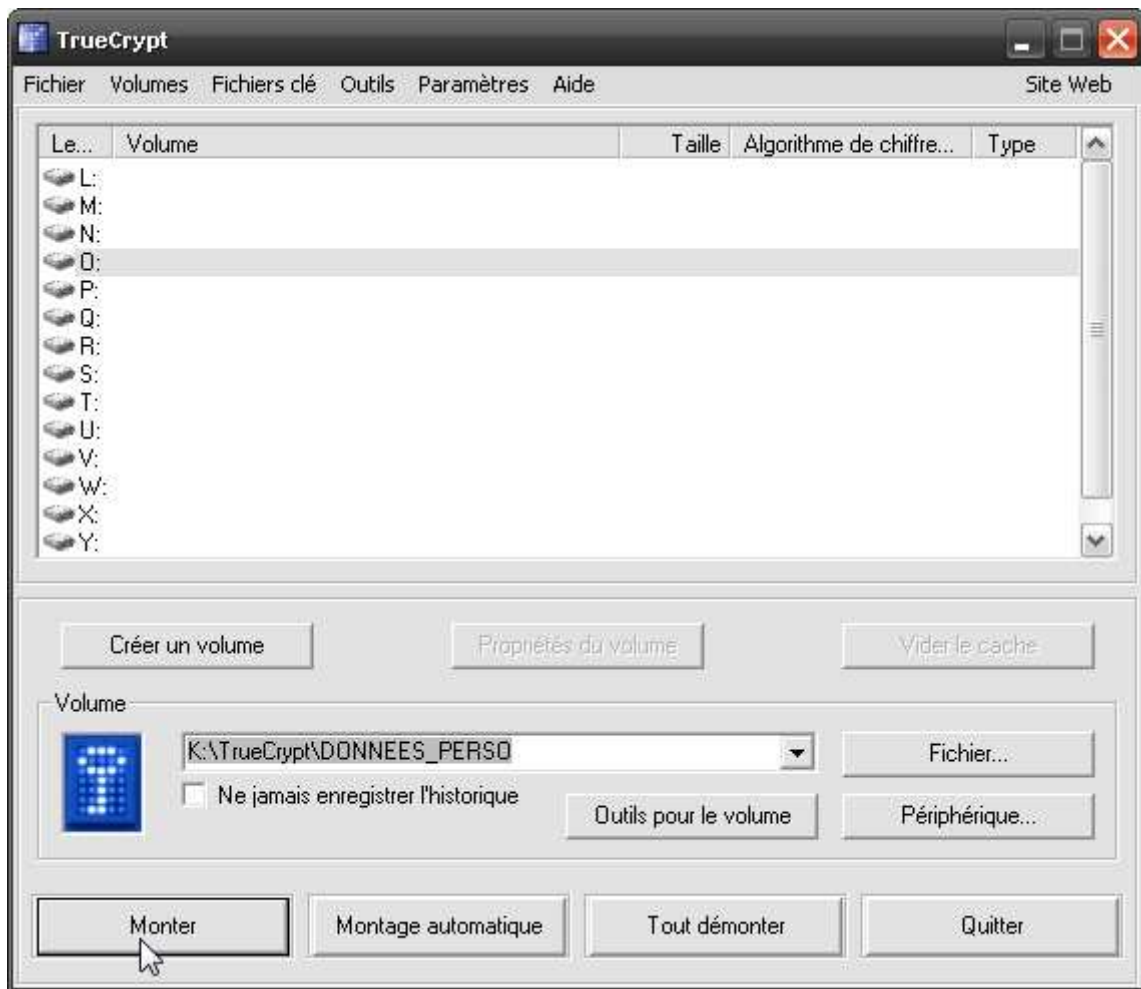 TrueCrypt
Fichier Volumes Fichiers clé Outils Paramètres Aide Site Web
Le... Volume Taille Algorithme de chiffre... Type
L:
M:
N:
O:
P:
Q:
R:
S:
T:
U:
V:
W:
X:
Y:
Créer un volume Propriétés du volume Vider le cache
Volume
K:\TrueCrypt\DONNEES_PERSO Fichier...
Ne jamais enregistrer l'historique
Outils pour le volume Périphérique...
Monter Montage automatique Tout démonter Quitter